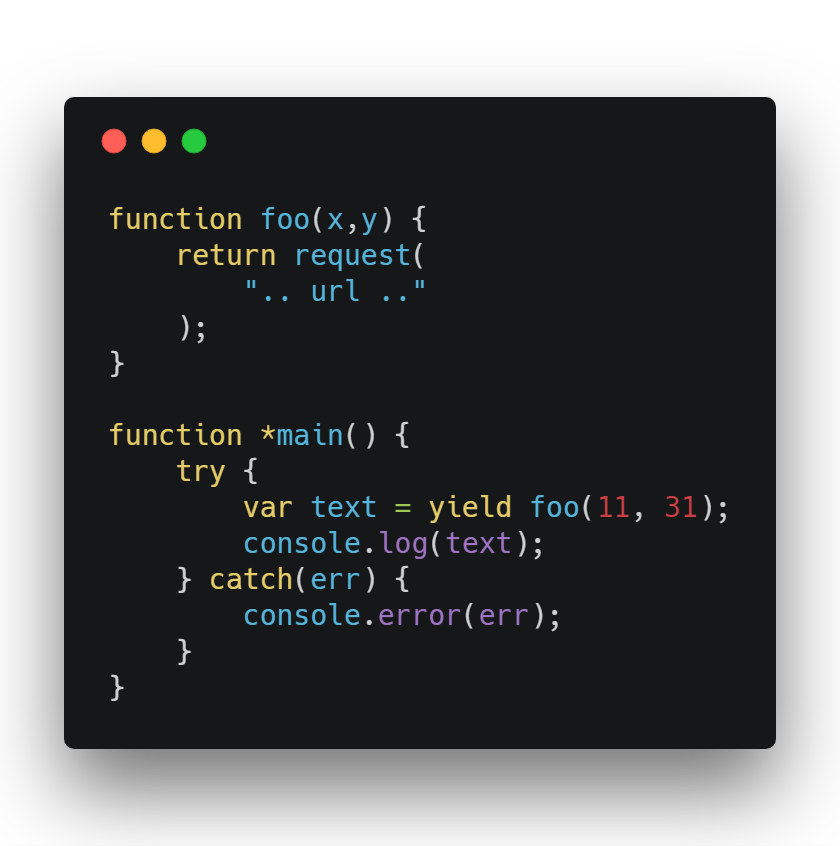 function foo(x,y) {
    return request(
        ".. url .."
    );
}

function *main() {
    try {
        var text = yield foo(11, 31);
        console.log(text);
    } catch(err) {
        console.error(err);
    }
}